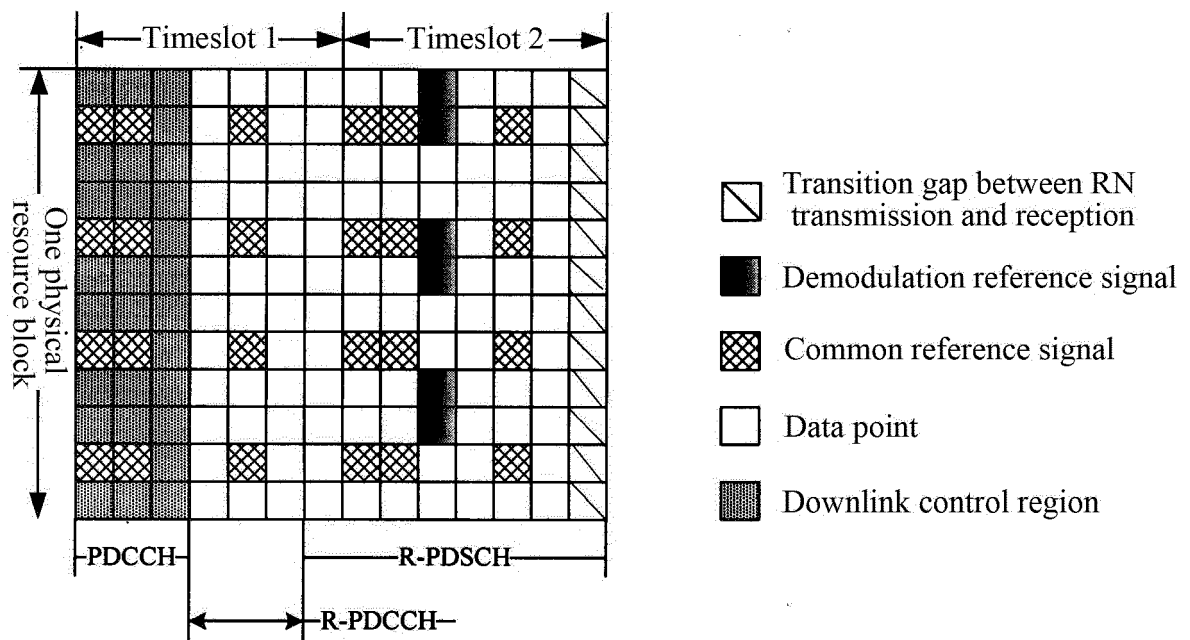 Timeslot 1
Timeslot 2
One physical
resource block
Transition gap between RN
transmission and reception
Demodulation reference signal
Common reference signal
Data point
Downlink control region
PDCCH
R-PDSCH
R-PDCCH